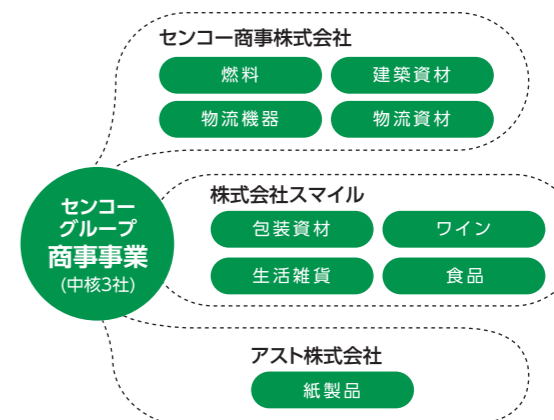 センコー商事株式会社
燃料
建築資材
物流機器
物流資材
センコー
グループ
商事事業
(中核3社)
株式会社スマイル
包装資材
ワイン
生活雑貨
食品
アスト株式会社
紙製品